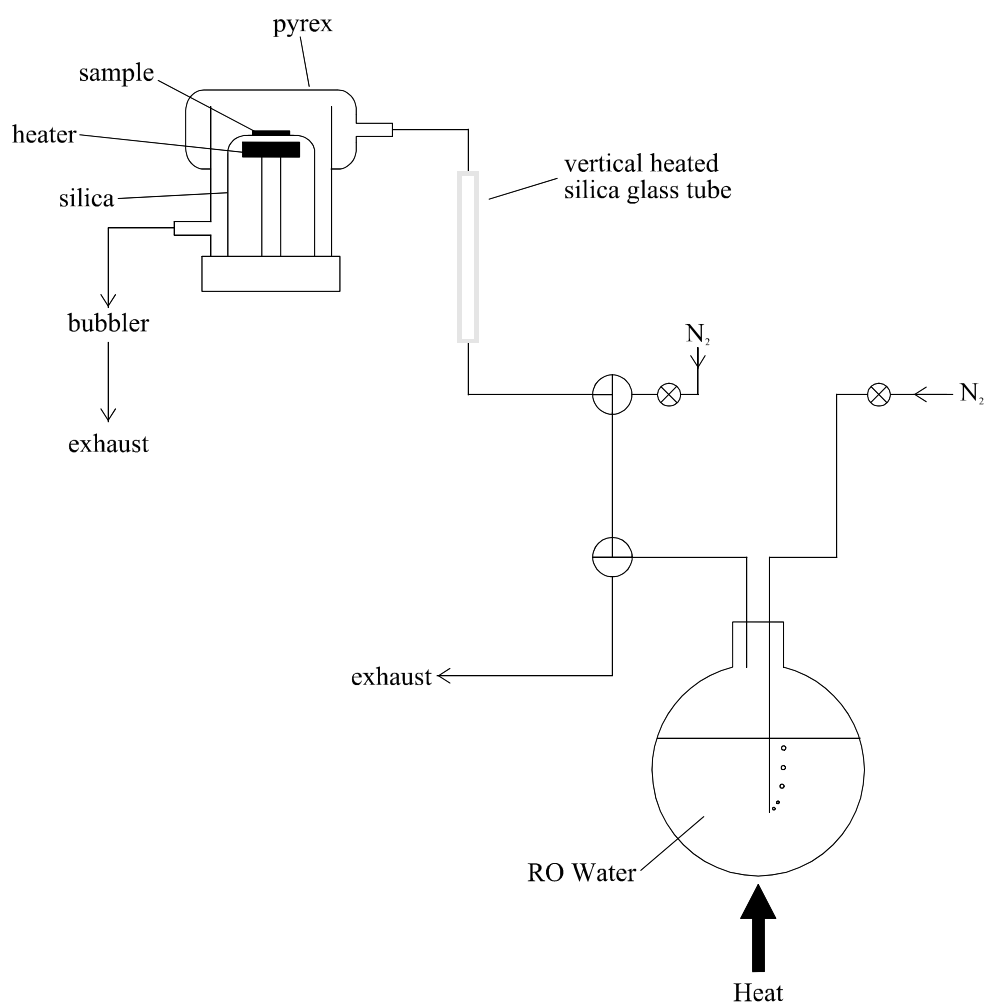 pyrex
sample
heater
silica
vertical heated
silica glass tube
bubbler
N₂
N₂
exhaust
exhaust
RO Water
Heat